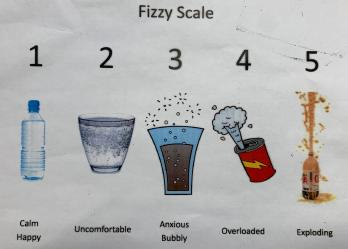 Fizzy Scale
1 2 3 4 5
Calm Uncomfortable Anxious Overloaded Exploding
Happy Bubbly